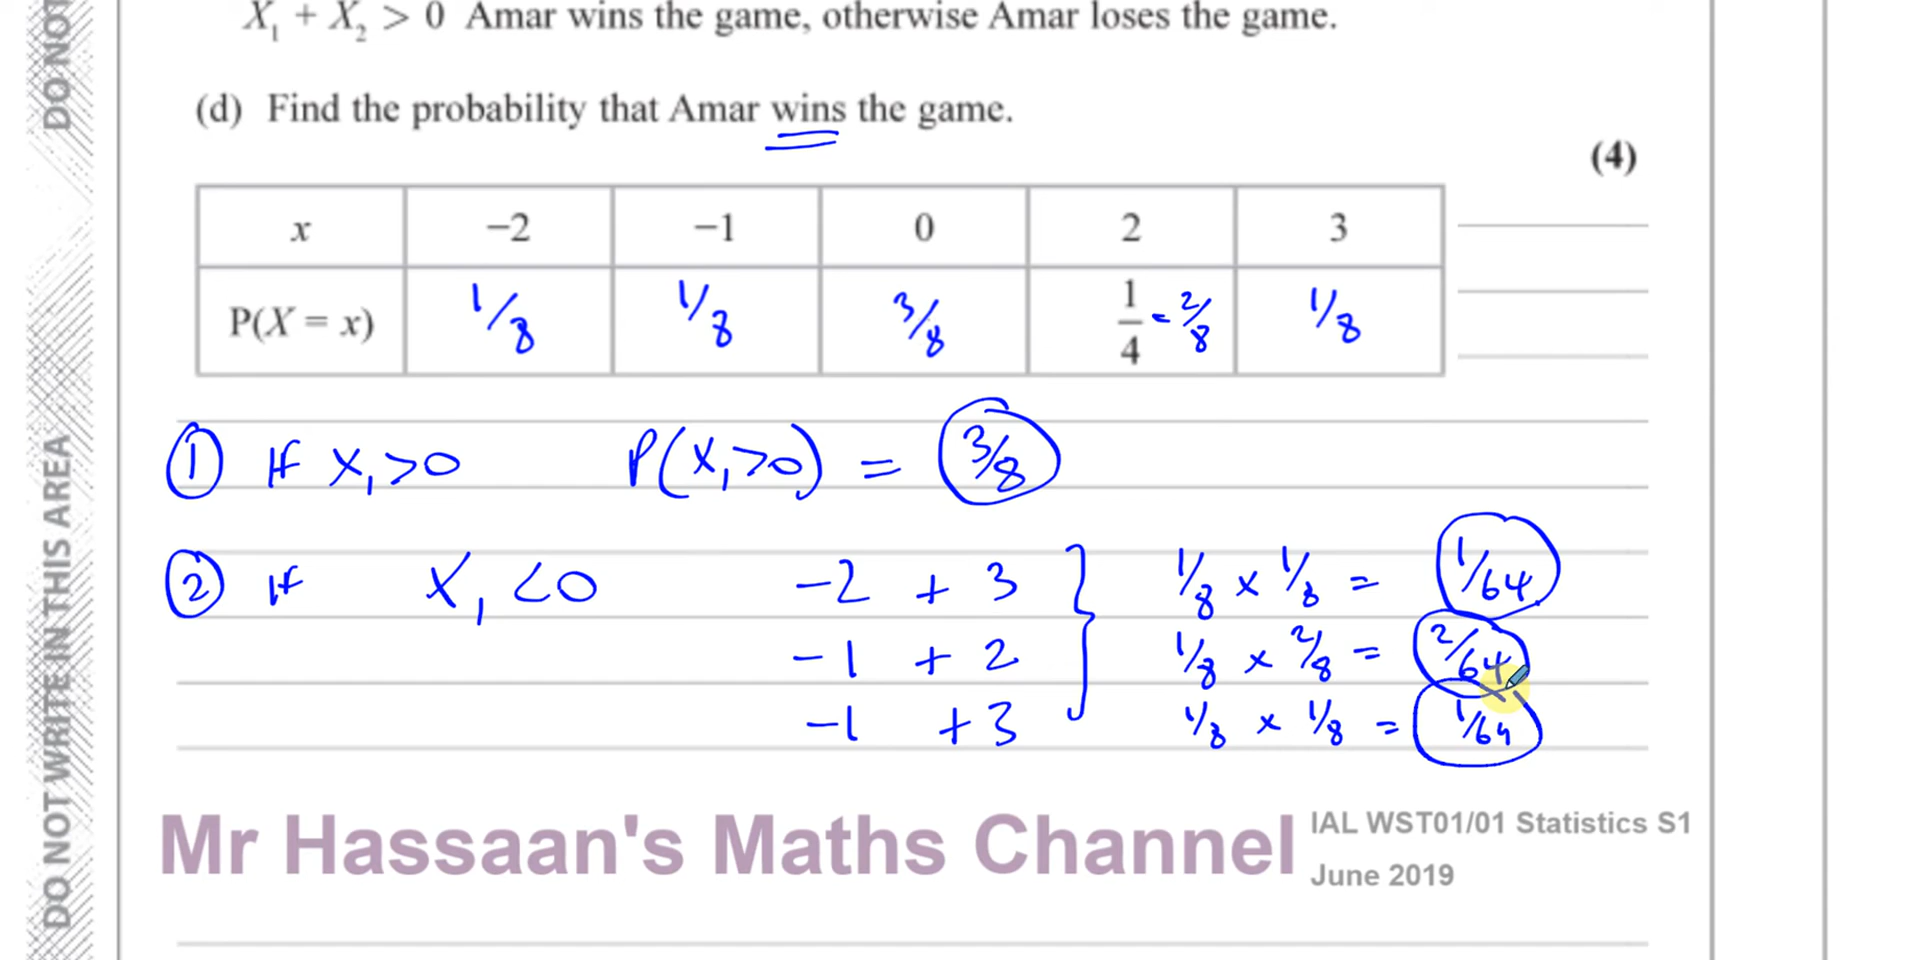 X₁ + X₂ > 0 Amar wins the game, otherwise Amar loses the game.
(d) Find the probability that Amar wins the game.
(4)
x −2 −1 0 2 3
P(X = x) 1/8 1/8 3/8 1/4 = 2/8 1/8
① If X₁>0 P(X₁>0) = 3/8
② If X₁<0 −2 + 3 } 1/8 × 1/8 = 1/64
−1 + 2 1/8 × 2/8 = 2/64
−1 +3 1/8 × 1/8 = 1/64
Mr Hassaan's Maths Channel
IAL WST01/01 Statistics S1
June 2019
DO NOT
DO NOT WRITE IN THIS AREA